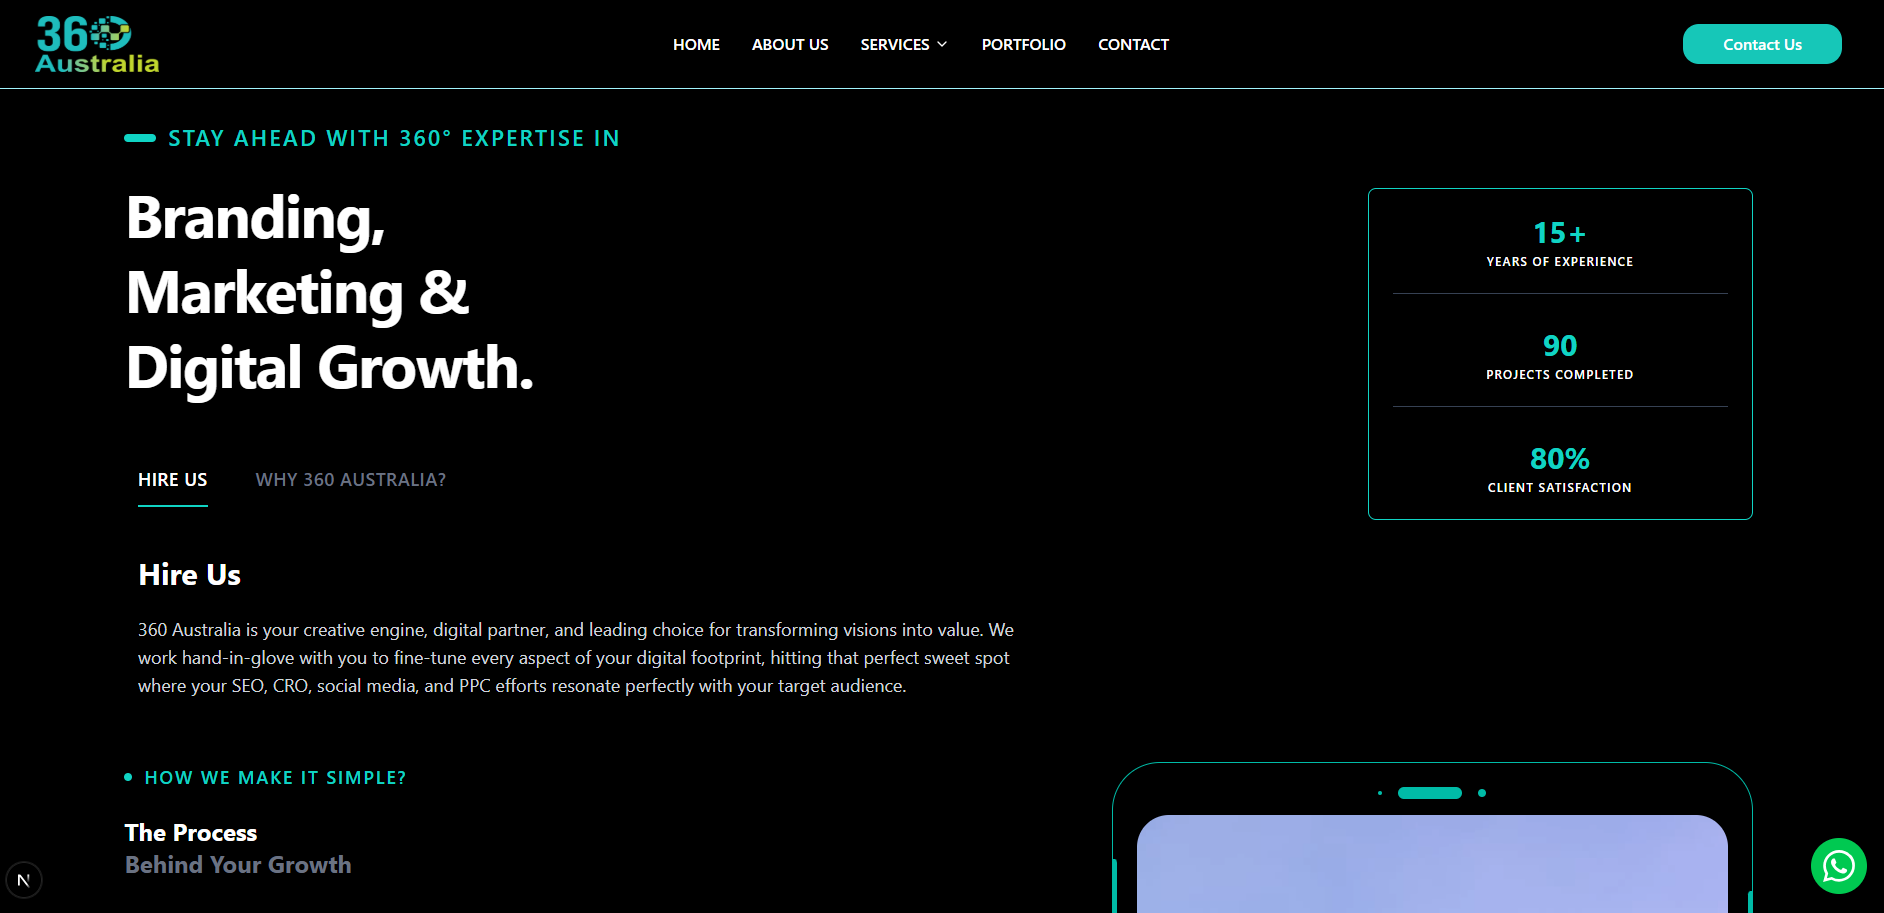 360
Australia
HOME
ABOUT US
SERVICES
PORTFOLIO
CONTACT
Contact Us
STAY AHEAD WITH 360° EXPERTISE IN
Branding,
Marketing &
Digital Growth.
15+
YEARS OF EXPERIENCE
90
PROJECTS COMPLETED
80%
CLIENT SATISFACTION
HIRE US
WHY 360 AUSTRALIA?
Hire Us
360 Australia is your creative engine, digital partner, and leading choice for transforming visions into value. We
work hand-in-glove with you to fine-tune every aspect of your digital footprint, hitting that perfect sweet spot
where your SEO, CRO, social media, and PPC efforts resonate perfectly with your target audience.
HOW WE MAKE IT SIMPLE?
The Process
Behind Your Growth
N